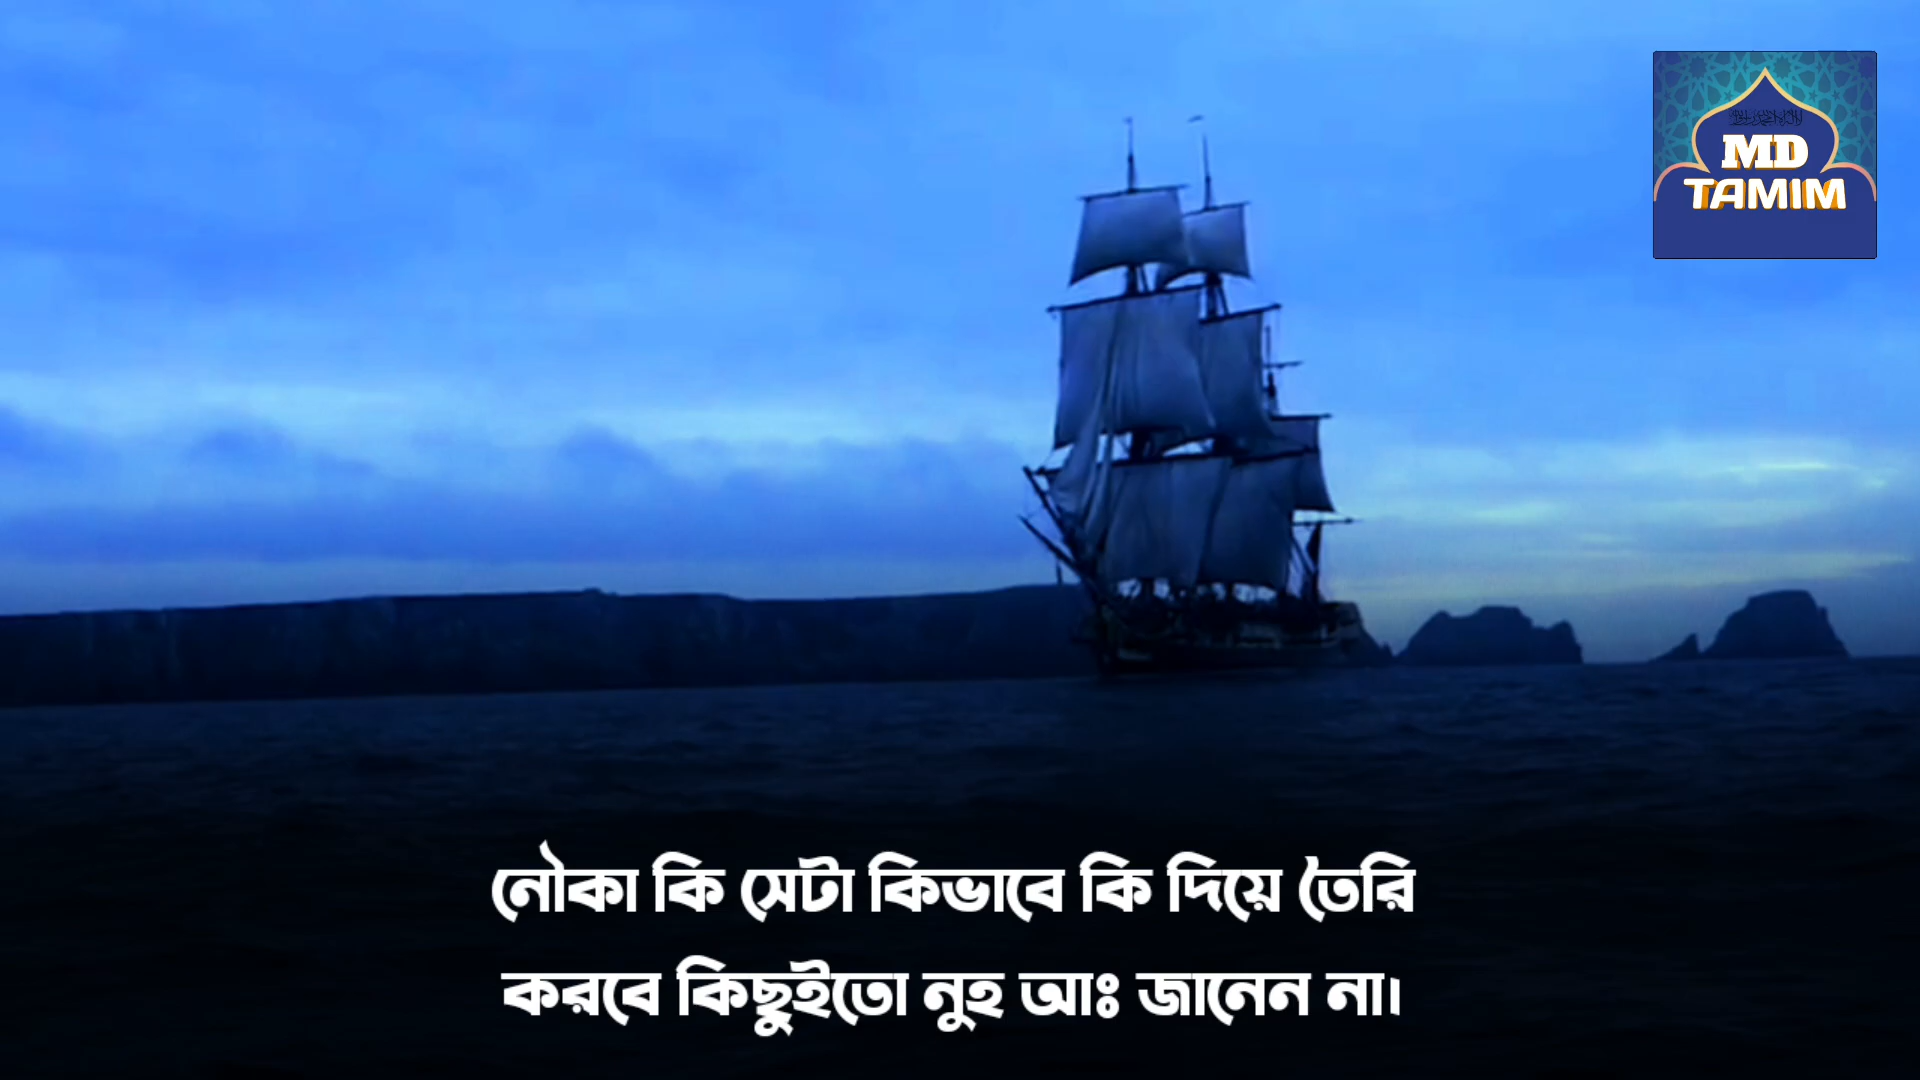 MD
TAMIM
নৌকা কি সেটা কিভাবে কি দিয়ে তৈরি
করবে কিছুইতো নুহ আঃ জানেন না।